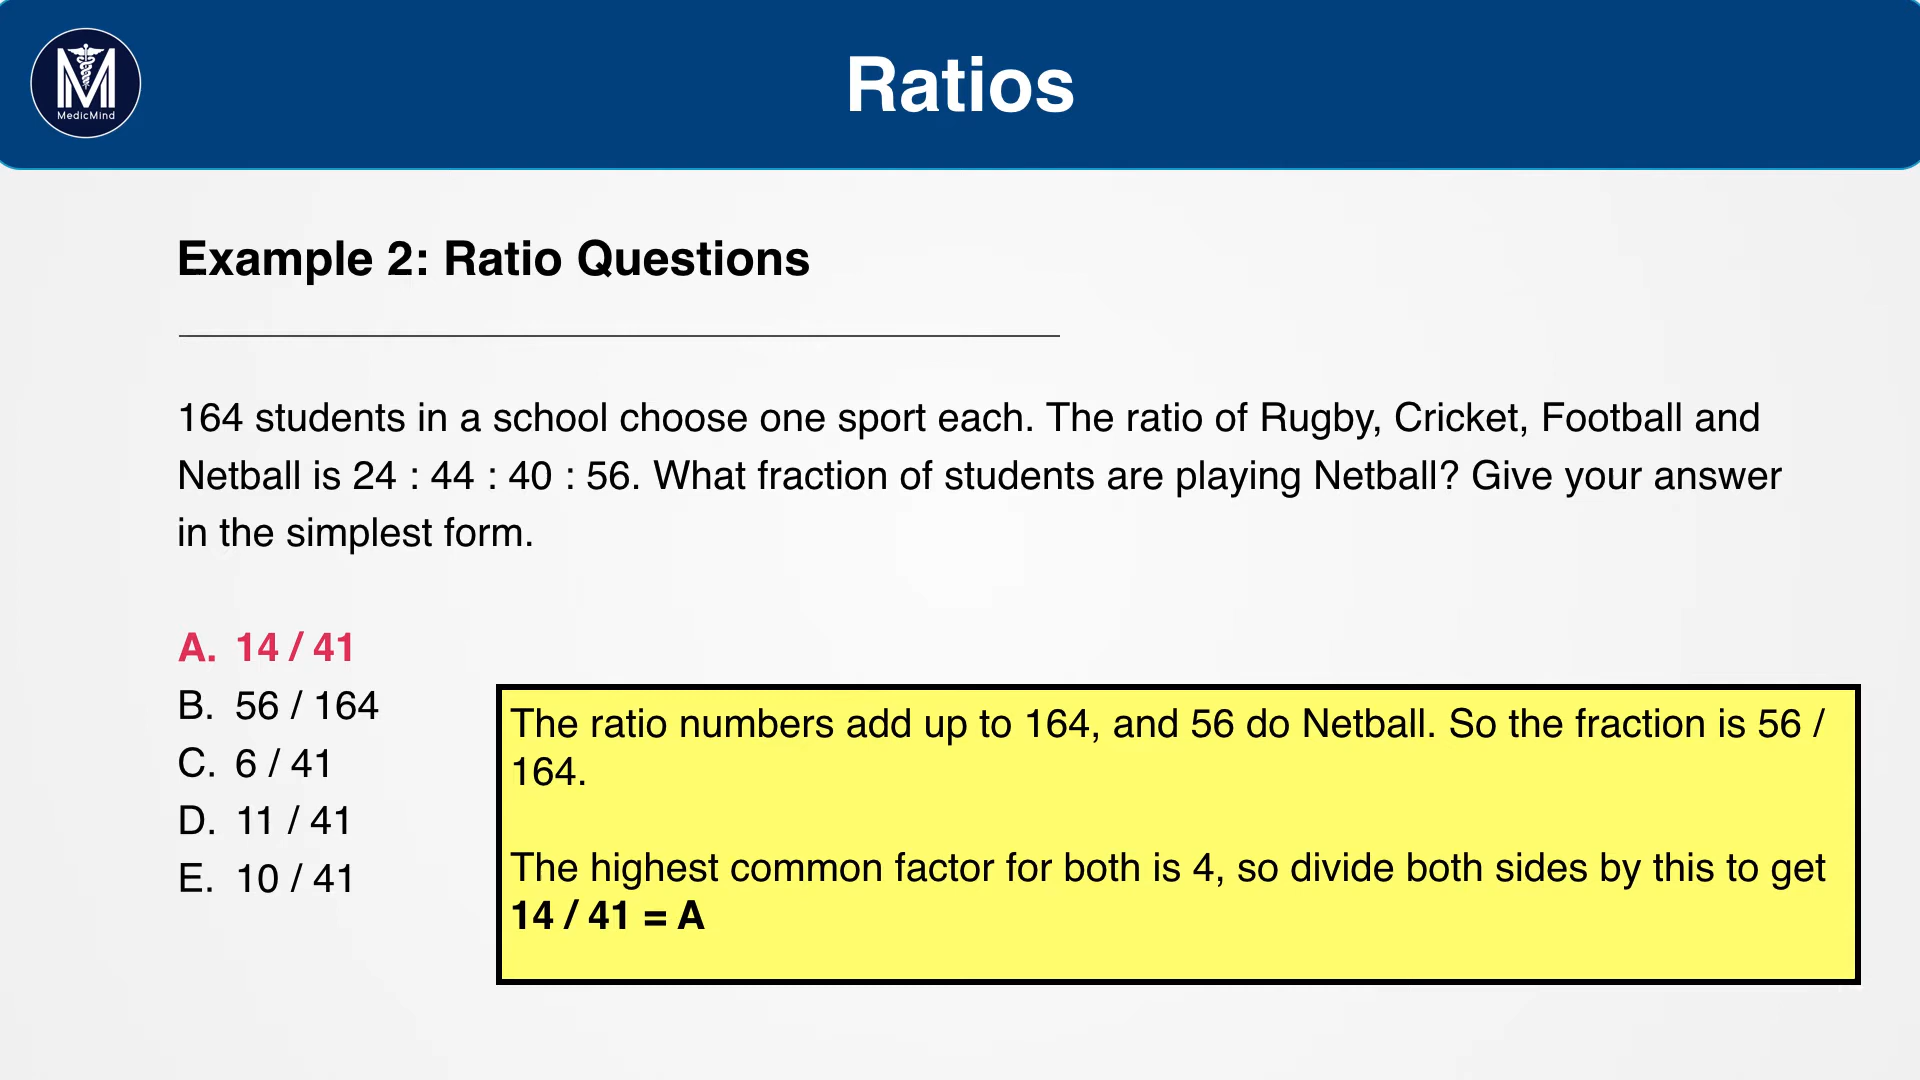 MedicMind
Ratios
Example 2: Ratio Questions
164 students in a school choose one sport each. The ratio of Rugby, Cricket, Football and
Netball is 24 : 44 : 40 : 56. What fraction of students are playing Netball? Give your answer
in the simplest form.
A. 14 / 41
B. 56 / 164
C. 6 / 41
D. 11 / 41
E. 10 / 41
The ratio numbers add up to 164, and 56 do Netball. So the fraction is 56 /
164.
The highest common factor for both is 4, so divide both sides by this to get
14 / 41 = A